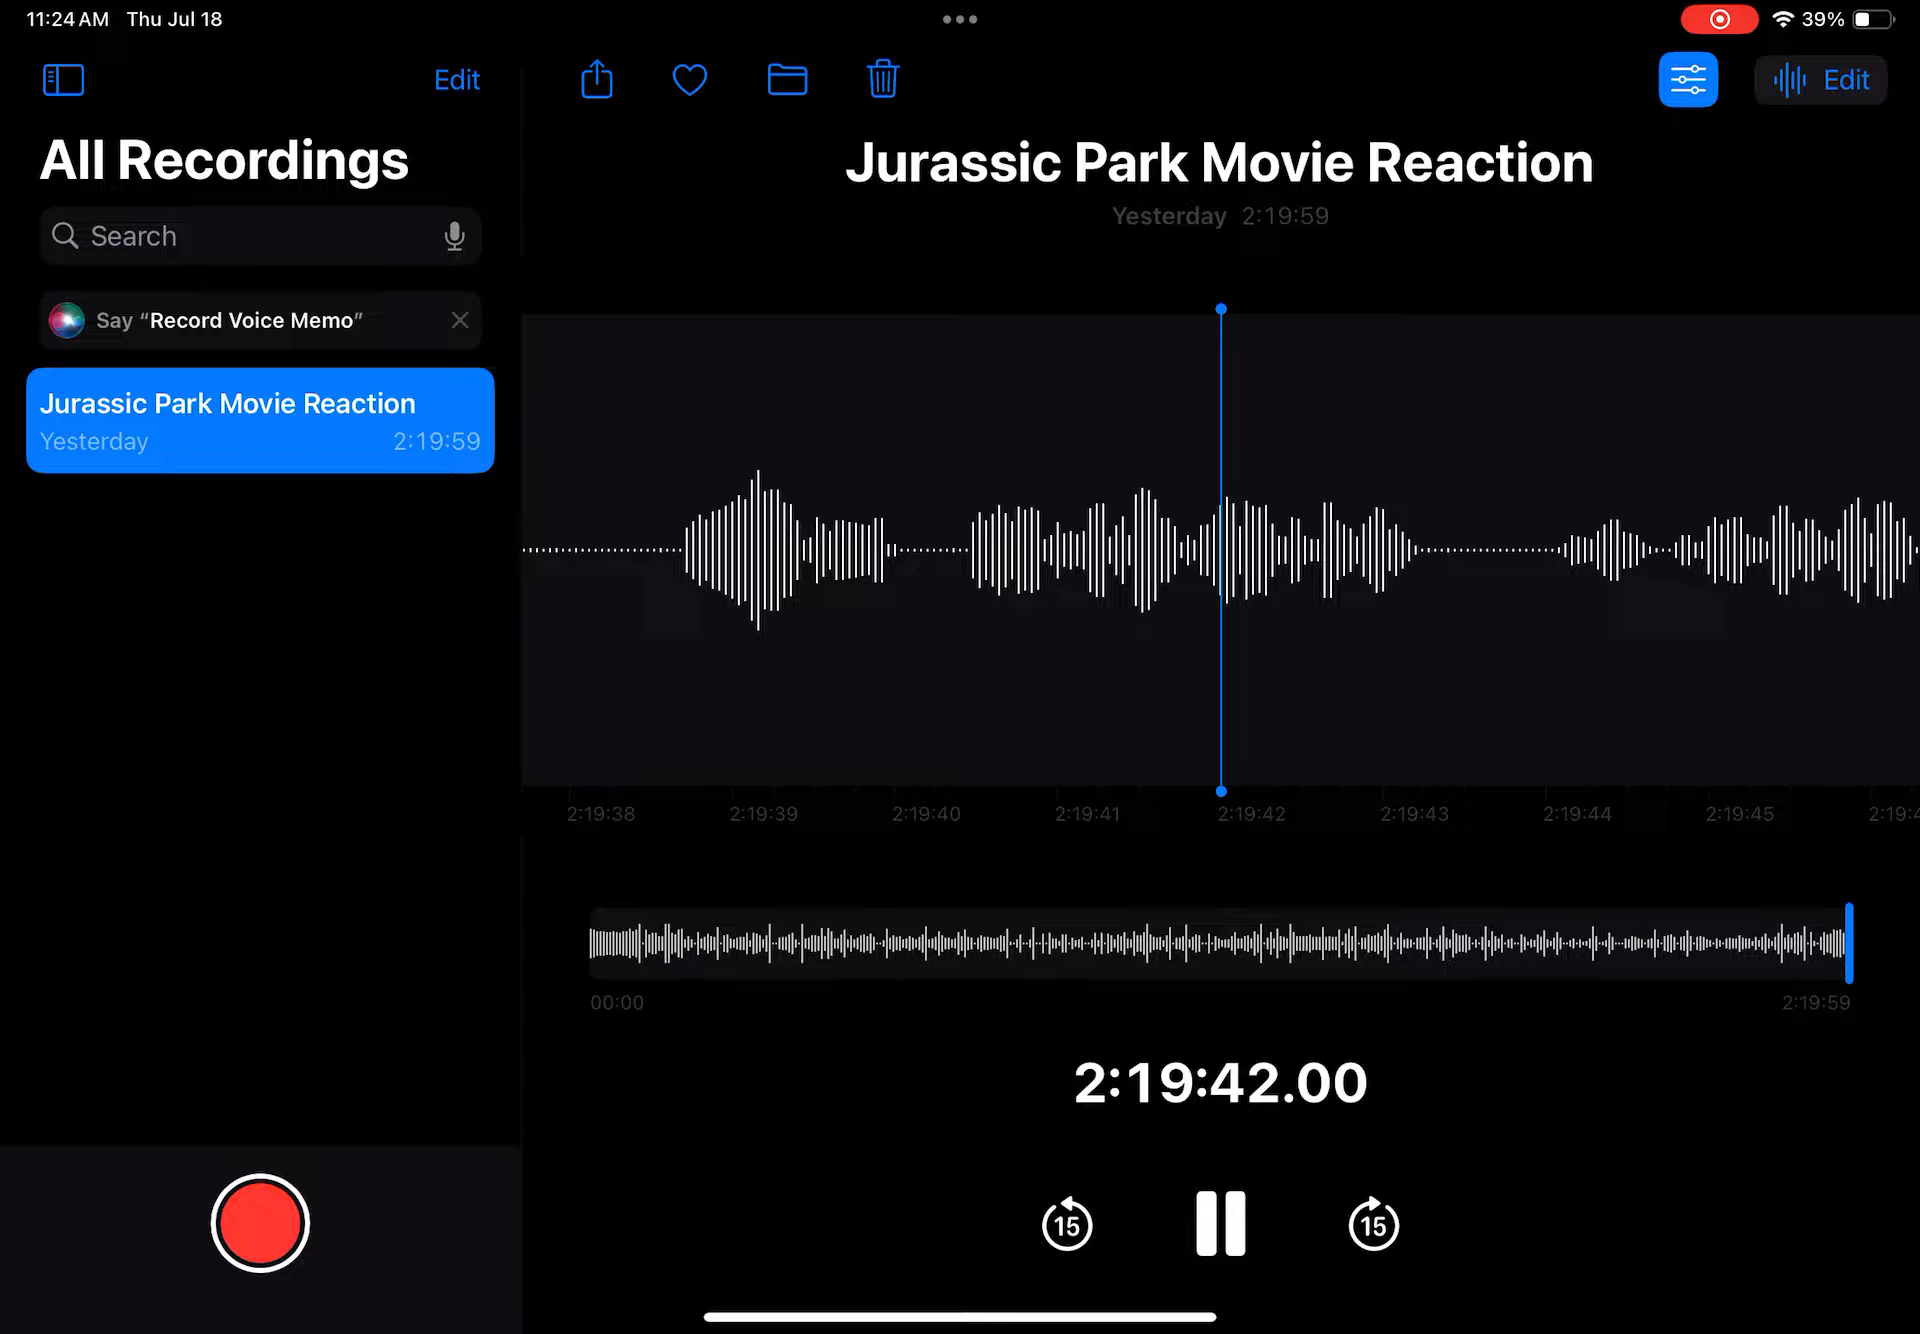 11:24 AM Thu Jul 18
39%
Edit
Edit
All Recordings
Jurassic Park Movie Reaction
Yesterday 2:19:59
Search
Say “Record Voice Memo”
Jurassic Park Movie Reaction
Yesterday 2:19:59
2:19:38 2:19:39 2:19:40 2:19:41 2:19:42 2:19:43 2:19:44 2:19:45 2:19:4
00:00 2:19:59
2:19:42.00
15 15